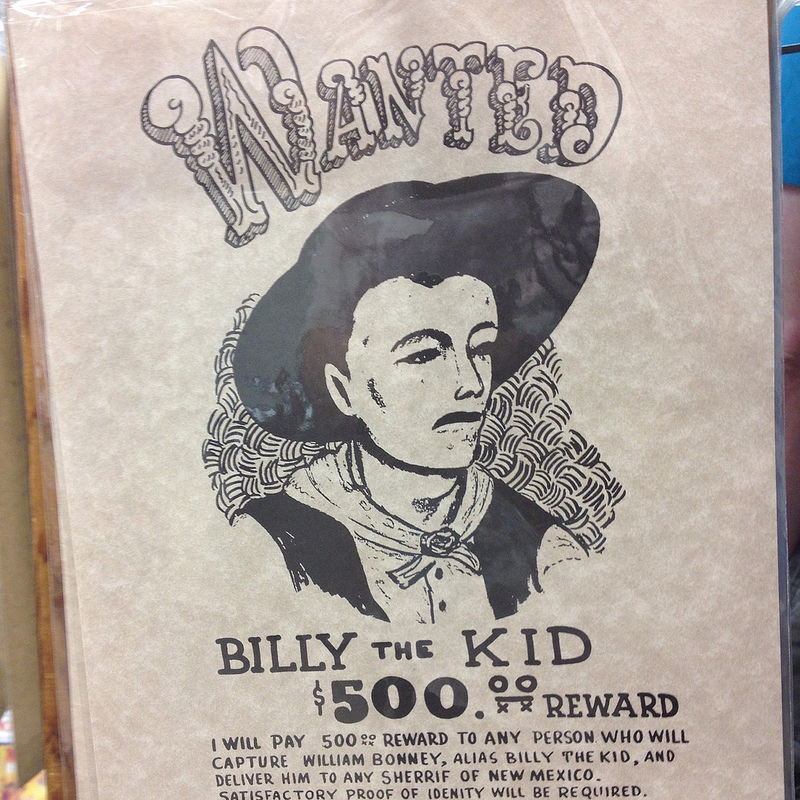 WANTED
BILLY THE KID
$500.00 REWARD
I WILL PAY 500.00 REWARD TO ANY PERSON WHO WILL
CAPTURE WILLIAM BONNEY, ALIAS BILLY THE KID, AND
DELIVER HIM TO ANY SHERRIF OF NEW MEXICO.
SATISFACTORY PROOF OF IDENITY WILL BE REQUIRED.